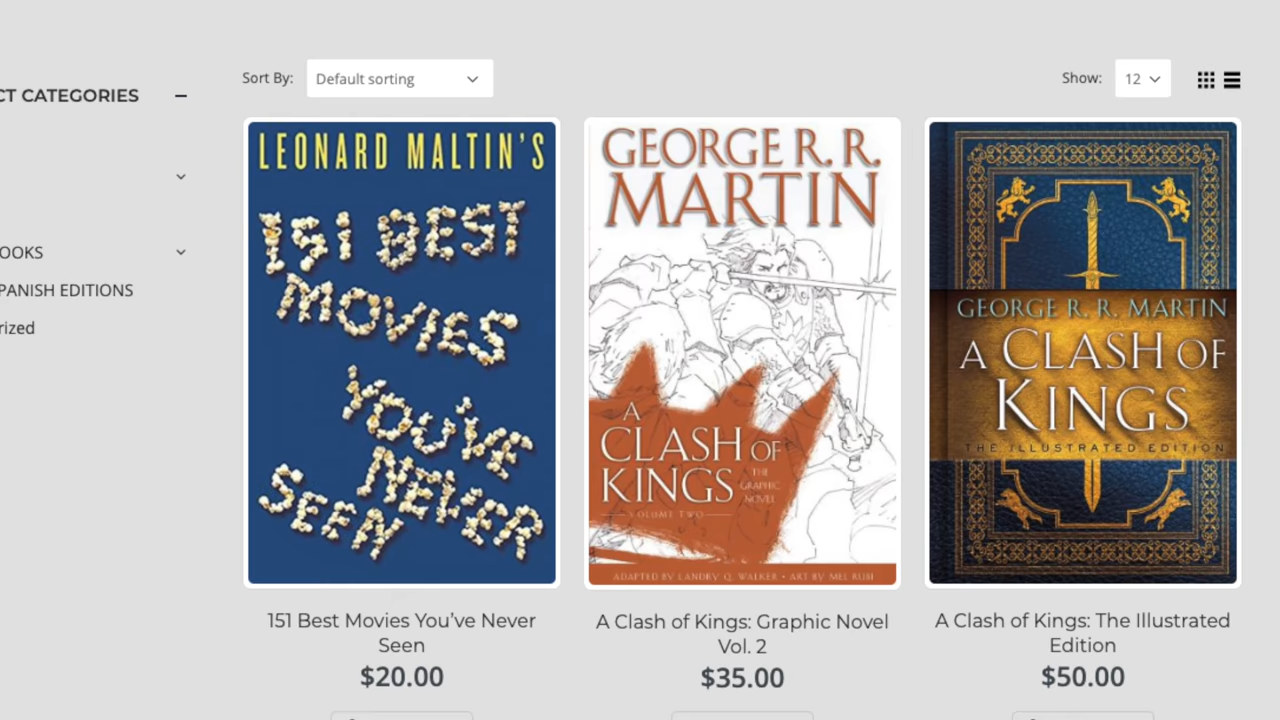 Sort By:
Default sorting
Show:
12
CT CATEGORIES
OOKS
PANISH EDITIONS
rized
LEONARD MALTIN'S
151 BEST
MOVIES
YOU'VE
NEVER
SEEN
GEORGE R. R.
MARTIN
A
CLASH OF
KINGS
THE
GRAPHIC
NOVEL
VOLUME TWO
ADAPTED BY LANDRY Q. WALKER • ART BY MEL RUBI
GEORGE R. R. MARTIN
A CLASH OF
KINGS
THE ILLUSTRATED EDITION
151 Best Movies You’ve Never
Seen
$20.00
A Clash of Kings: Graphic Novel
Vol. 2
$35.00
A Clash of Kings: The Illustrated
Edition
$50.00